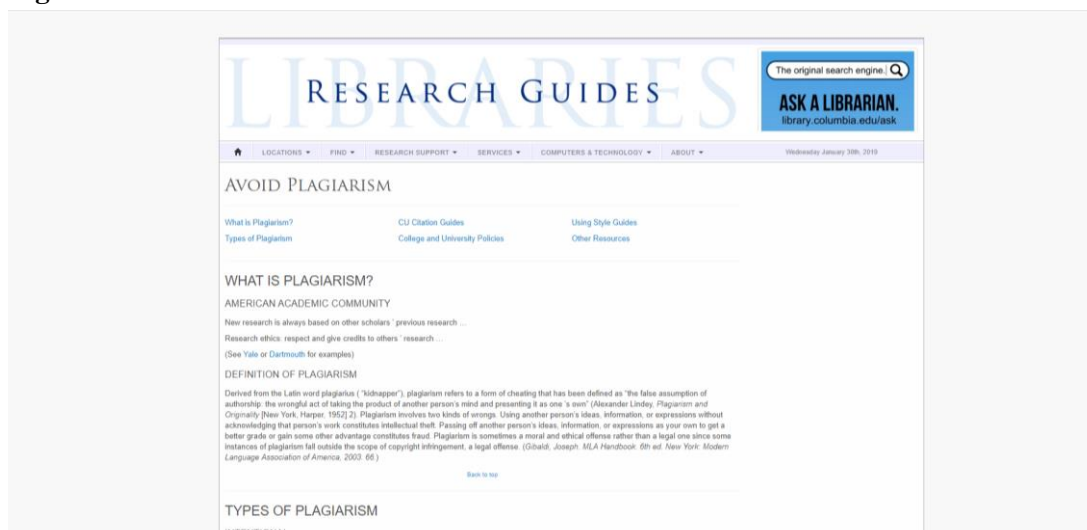 LIBRARIES
RESEARCH GUIDES
The original search engine.
ASK A LIBRARIAN.
library.columbia.edu/ask
LOCATIONS FIND RESEARCH SUPPORT SERVICES COMPUTERS & TECHNOLOGY ABOUT Wednesday January 30th, 2019
AVOID PLAGIARISM
What is Plagiarism? CU Citation Guides Using Style Guides
Types of Plagiarism College and University Policies Other Resources
WHAT IS PLAGIARISM?
AMERICAN ACADEMIC COMMUNITY
New research is always based on other scholars ' previous research ...
Research ethics: respect and give credits to others ' research ...
(See Yale or Dartmouth for examples)
DEFINITION OF PLAGIARISM
Derived from the Latin word plagiarius ( "kidnapper"), plagiarism refers to a form of cheating that has been defined as "the false assumption of
authorship: the wrongful act of taking the product of another person's mind and presenting it as one 's own" (Alexander Lindey, Plagiarism and
Originality [New York, Harper, 1952] 2). Plagiarism involves two kinds of wrongs. Using another person's ideas, information, or expressions without
acknowledging that person's work constitutes intellectual theft. Passing off another person's ideas, information, or expressions as your own to get a
better grade or gain some other advantage constitutes fraud. Plagiarism is sometimes a moral and ethical offense rather than a legal one since some
instances of plagiarism fall outside the scope of copyright infringement, a legal offense. (Gibaldi, Joseph. MLA Handbook. 6th ed. New York: Modern
Language Association of America, 2003. 66.)
Back to top
TYPES OF PLAGIARISM